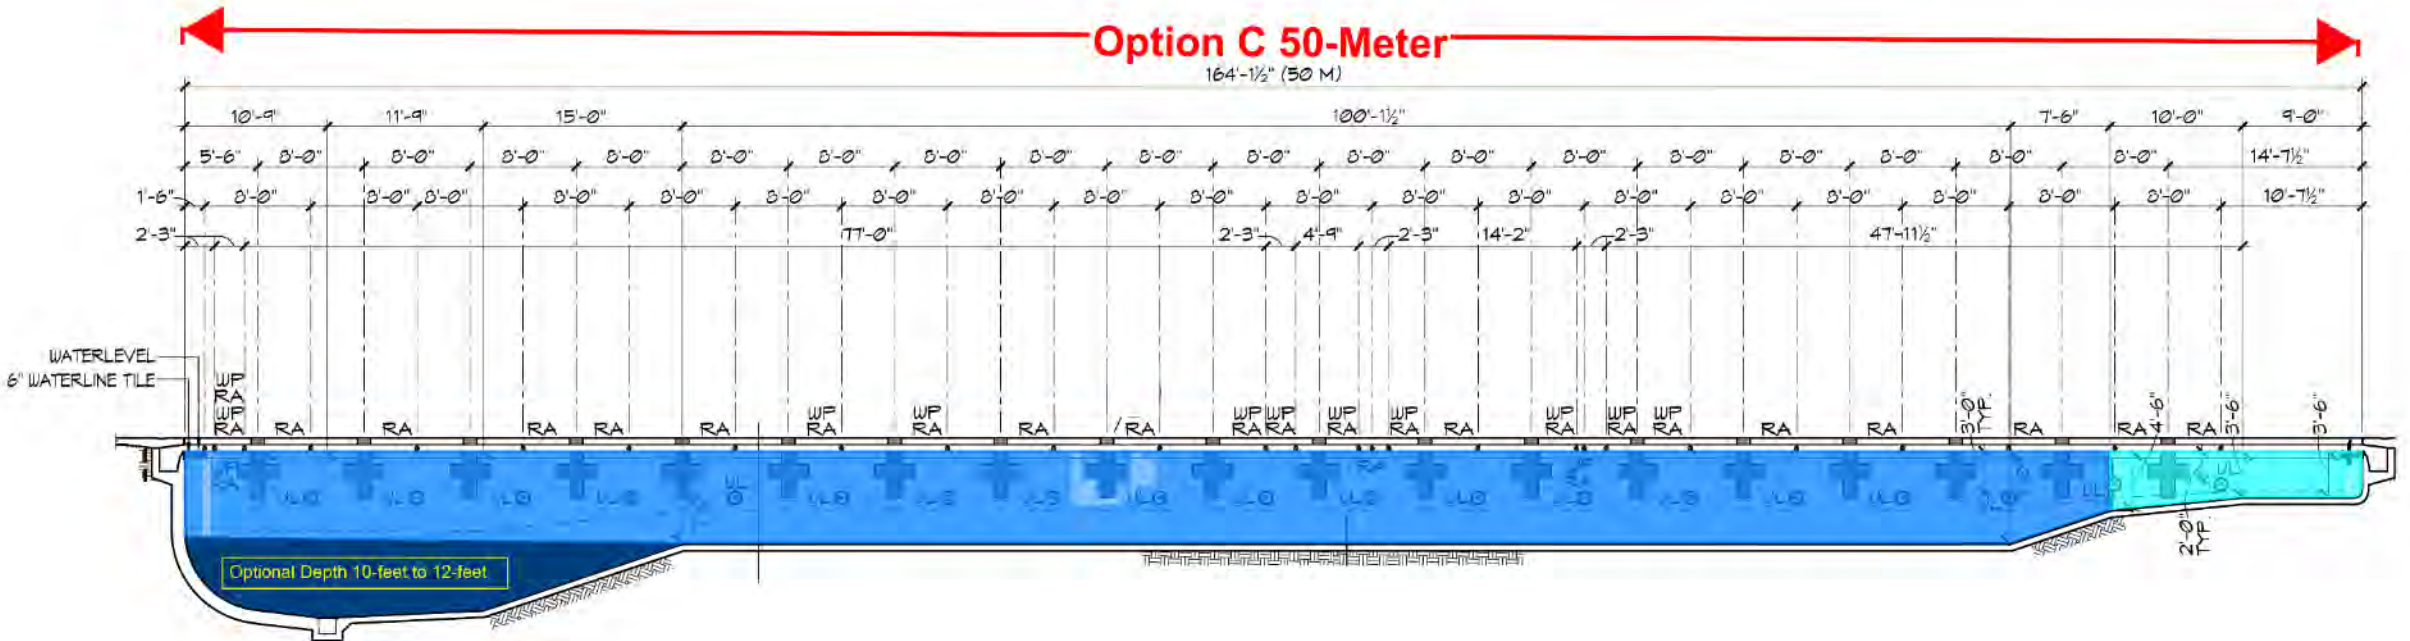 Option C 50-Meter
164'-1½" (50 M)
10'-9" 11'-9" 15'-0" 100'-1½" 7'-6" 10'-0" 9'-0"
5'-6" 8'-0" 8'-0" 8'-0" 8'-0" 8'-0" 8'-0" 8'-0" 8'-0" 8'-0" 8'-0" 8'-0" 8'-0" 8'-0" 8'-0" 8'-0" 8'-0" 8'-0" 8'-0" 14'-7½"
1'-6" 8'-0" 8'-0" 8'-0" 8'-0" 8'-0" 8'-0" 8'-0" 8'-0" 8'-0" 8'-0" 8'-0" 8'-0" 8'-0" 8'-0" 8'-0" 8'-0" 8'-0" 8'-0" 10'-7½"
2'-3" 77'-0" 2'-3" 4'-9" 2'-3" 14'-2" 2'-3" 47'-11½"
WATERLEVEL
6" WATERLINE TILE
WP
RA
WP WP WP WP WP WP WP WP WP WP
RA RA RA RA RA RA RA RA RA RA RA RA RA RA RA RA RA RA RA RA RA RA
3'-0" TYP.
4'-6"
3'-6"
3'-6"
2'-0" TYP.
Optional Depth 10-feet to 12-feet